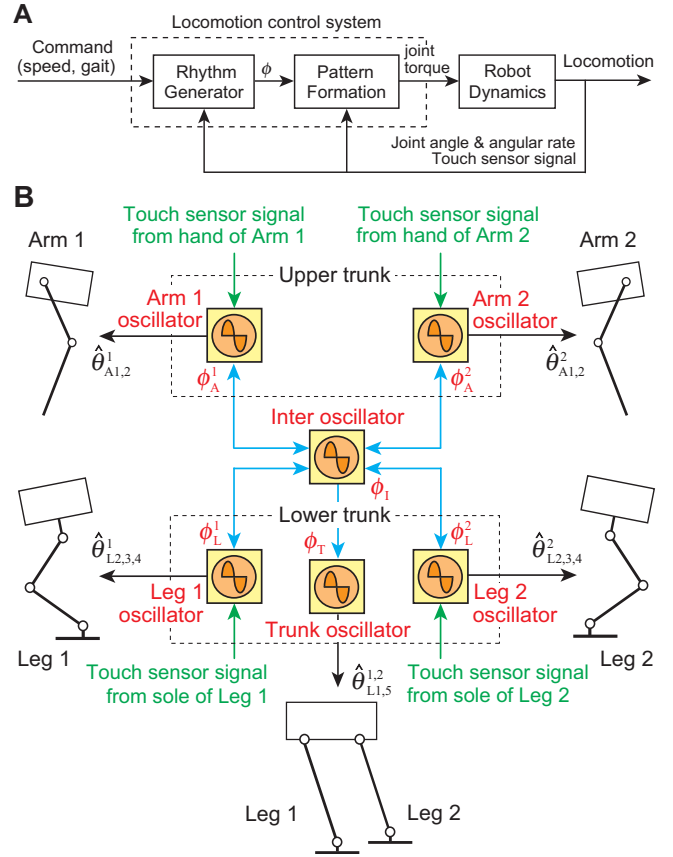 A
Locomotion control system
Command
(speed, gait)
Rhythm
Generator
ϕ
Pattern
Formation
joint
torque
Robot
Dynamics
Locomotion
Joint angle & angular rate
Touch sensor signal
B
Touch sensor signal
from hand of Arm 1
Touch sensor signal
from hand of Arm 2
Arm 1
Arm 2
Upper trunk
Arm 1
oscillator
Arm 2
oscillator
θ̂¹A1,2
ϕ¹A
ϕ²A
θ̂²A1,2
Inter oscillator
ϕI
Lower trunk
ϕ¹L
ϕT
ϕ²L
θ̂¹L2,3,4
θ̂²L2,3,4
Leg 1
oscillator
Leg 2
oscillator
Trunk oscillator
Leg 1
Leg 2
Touch sensor signal
from sole of Leg 1
θ̂¹,²L1,5
Touch sensor signal
from sole of Leg 2
Leg 1
Leg 2